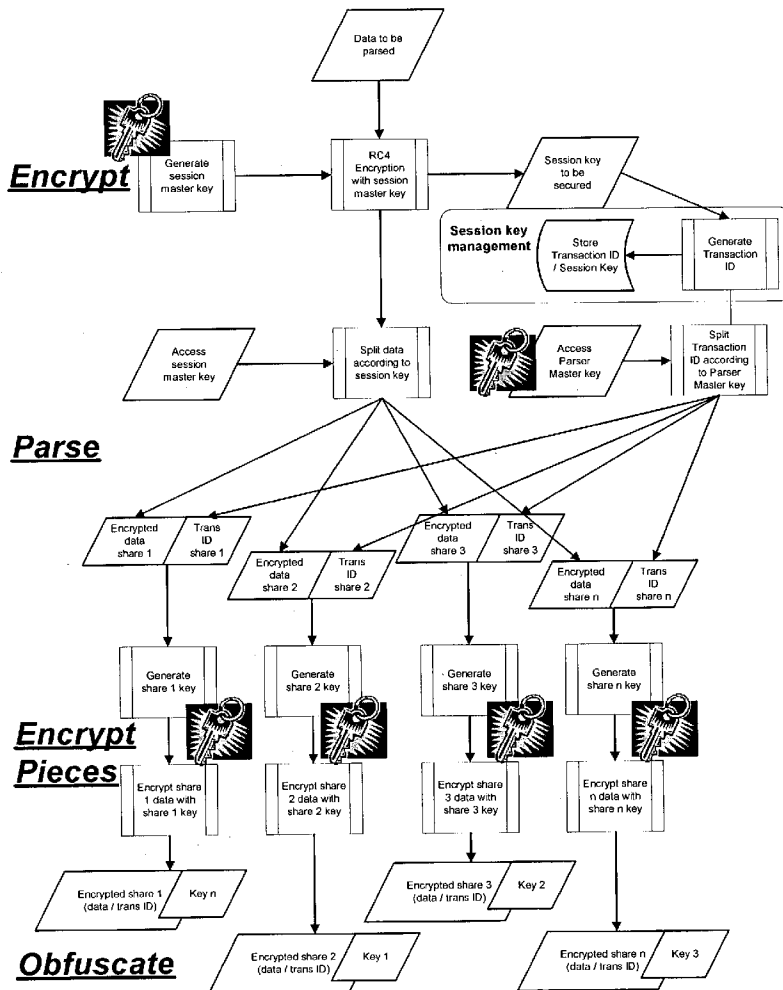 Data to be
parsed
Encrypt
Generate
session
master key
RC4
Encryption
with session
master key
Session key
to be
secured
Session key
management
Store
Transaction ID
/ Session Key
Generate
Transaction
ID
Access
session
master key
Split data
according to
session key
Access
Parser
Master key
Split
Transaction
ID according
to Parser
Master key
Parse
Encrypted
data
share 1
Trans
ID
share 1
Encrypted
data
share 2
Trans
ID
share 2
Encrypted
data
share 3
Trans
ID
share 3
Encrypted
data
share n
Trans
ID
share n
Generate
share 1 key
Generate
share 2 key
Generate
share 3 key
Generate
share n key
Encrypt
Pieces
Encrypt share
1 data with
share 1 key
Encrypt share
2 data with
share 2 key
Encrypt share
3 data with
share 3 key
Encrypt share
n data with
share n key
Encrypted share 1
(data / trans ID)
Key n
Encrypted share 3
(data / trans ID)
Key 2
Obfuscate
Encrypted share 2
(data / trans ID)
Key 1
Encrypted share n
(data / trans ID)
Key 3